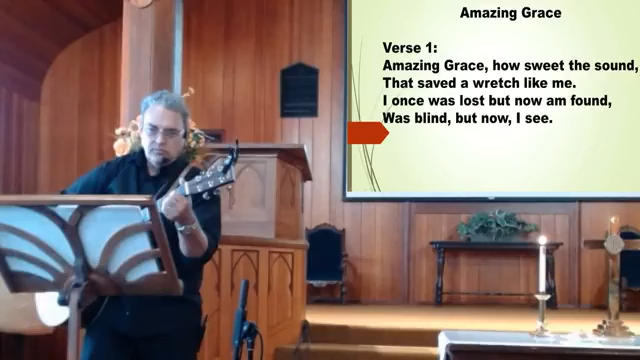 Amazing Grace
Verse 1:
Amazing Grace, how sweet the sound,
That saved a wretch like me.
I once was lost but now am found,
Was blind, but now, I see.